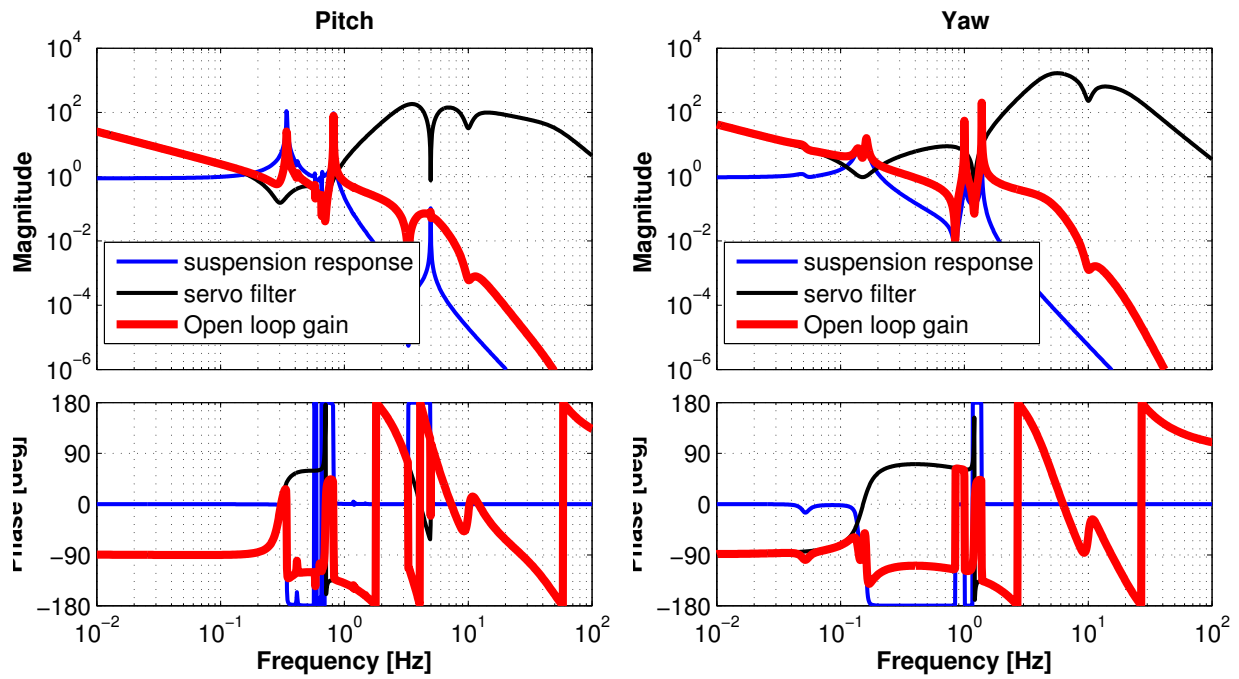 Pitch
Yaw
10^4
10^2
10^0
10^−2
10^−4
10^−6
Magnitude
suspension response
servo filter
Open loop gain
10^4
10^2
10^0
10^−2
10^−4
10^−6
Magnitude
suspension response
servo filter
Open loop gain
180
90
0
−90
−180
Phase [deg]
10^−2
10^−1
10^0
10^1
10^2
Frequency [Hz]
180
90
0
−90
−180
Phase [deg]
10^−2
10^−1
10^0
10^1
10^2
Frequency [Hz]